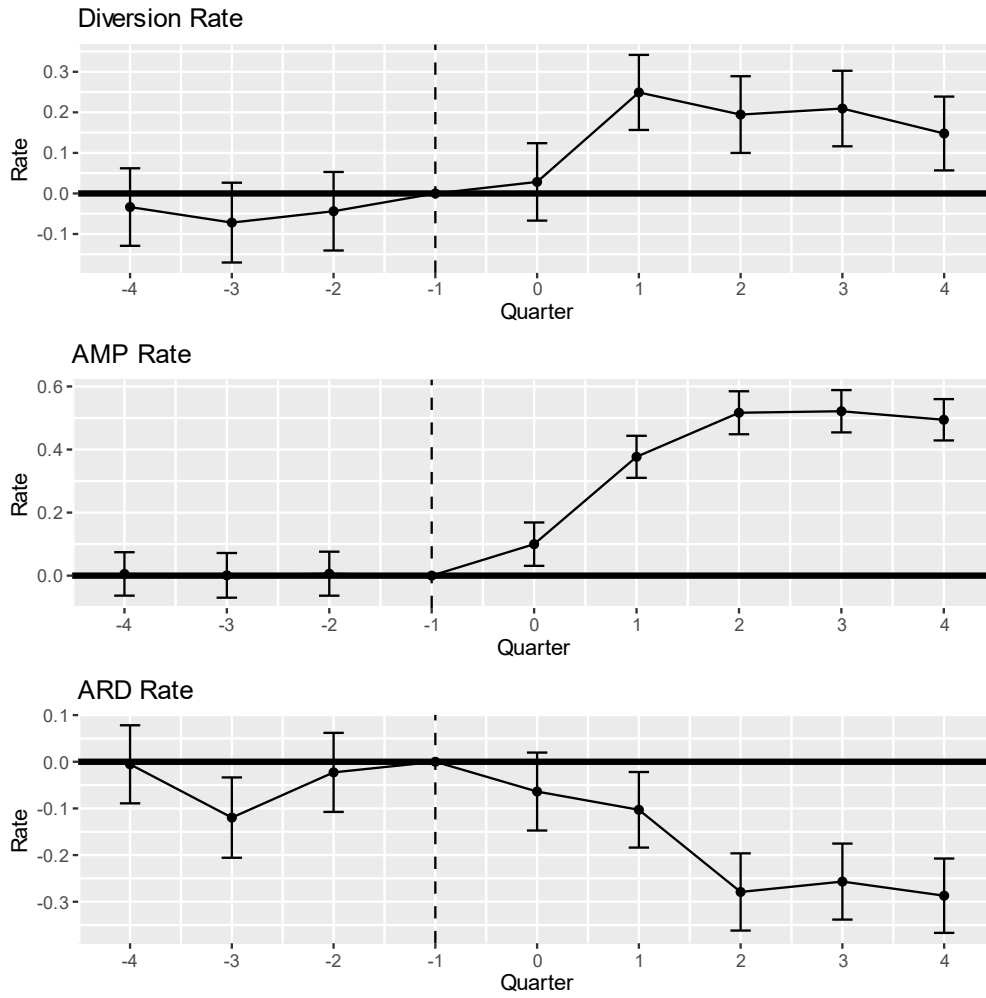 Diversion Rate
Rate
0.3
0.2
0.1
0.0
-0.1
-4 -3 -2 -1 0 1 2 3 4
Quarter
AMP Rate
Rate
0.6
0.4
0.2
0.0
-4 -3 -2 -1 0 1 2 3 4
Quarter
ARD Rate
Rate
0.1
0.0
-0.1
-0.2
-0.3
-4 -3 -2 -1 0 1 2 3 4
Quarter